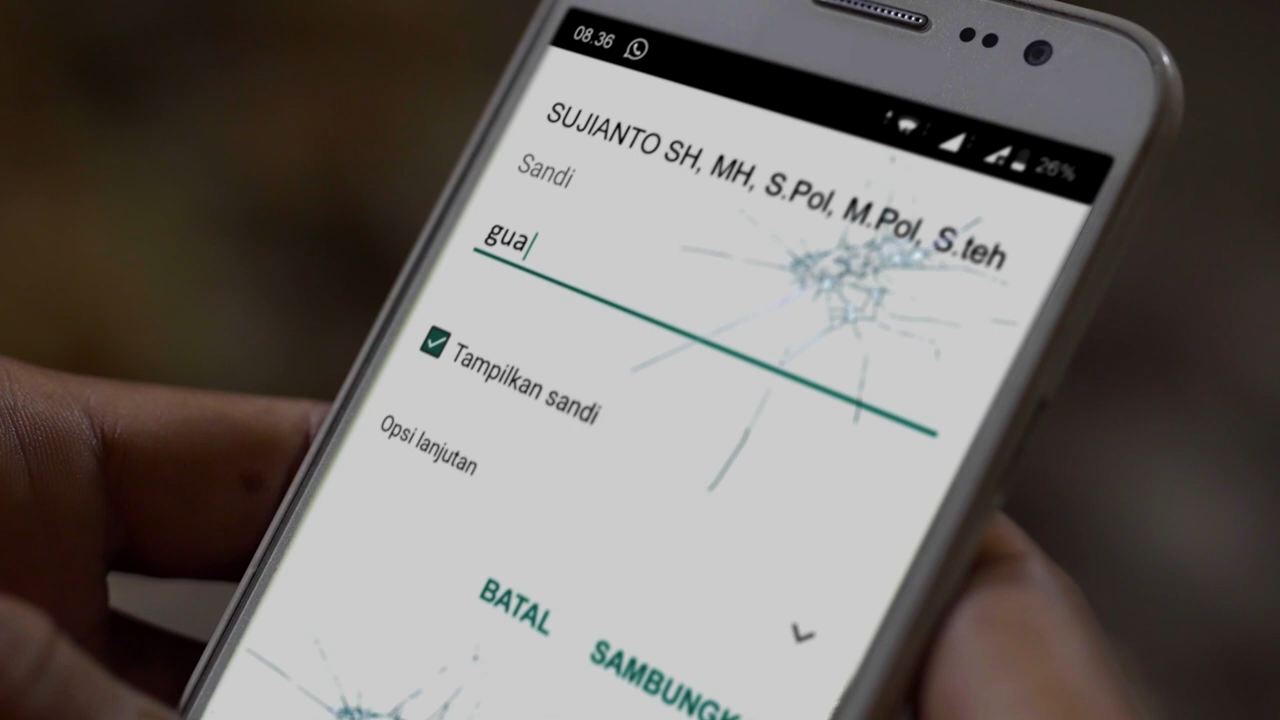 08.36
26%
SUJIANTO SH, MH, S.Pol, M.Pol, S.teh
Sandi
gua
Tampilkan sandi
Opsi lanjutan
BATAL
SAMBUNGK